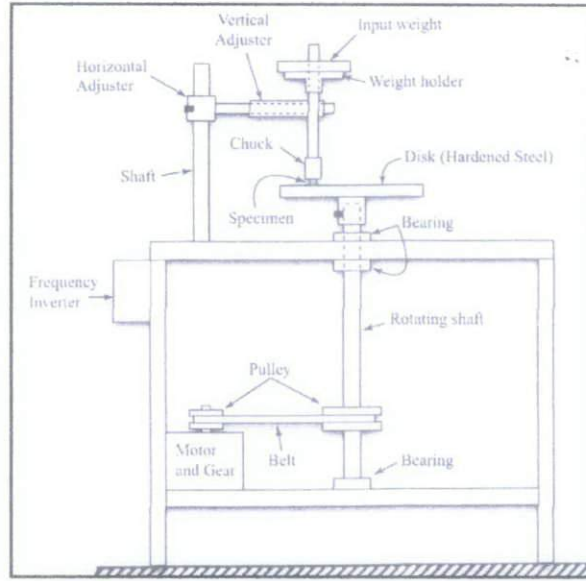 Vertical
Adjuster
Input weight
Horizontal
Adjuster
Weight holder
Chuck
Disk (Hardened Steel)
Shaft
Specimen
Bearing
Frequency
Inverter
Rotating shaft
Pulley
Motor
and Gear
Belt
Bearing